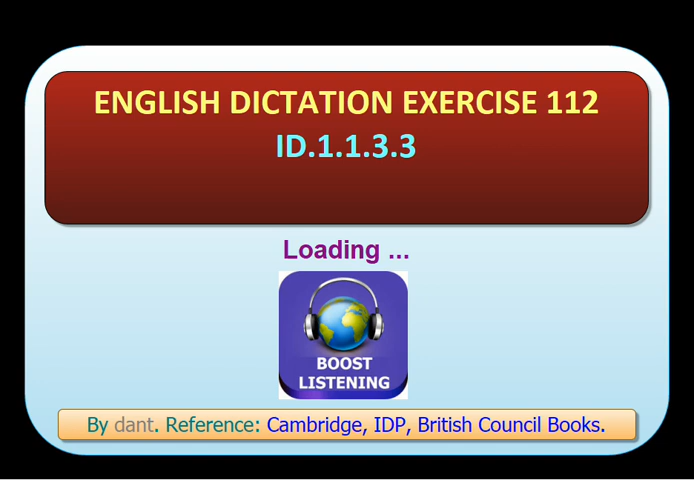 ENGLISH DICTATION EXERCISE 112
ID.1.1.3.3
Loading ...
BOOST
LISTENING
By dant. Reference: Cambridge, IDP, British Council Books.